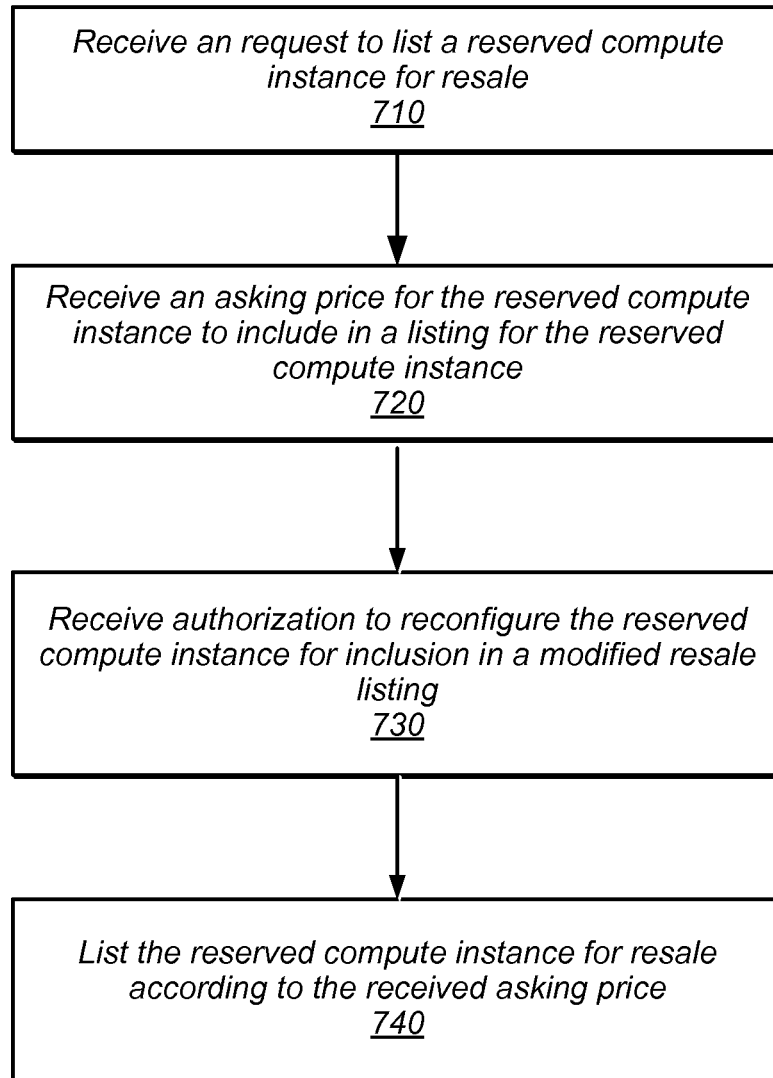 Receive an request to list a reserved compute
instance for resale
710
Receive an asking price for the reserved compute
instance to include in a listing for the reserved
compute instance
720
Receive authorization to reconfigure the reserved
compute instance for inclusion in a modified resale
listing
730
List the reserved compute instance for resale
according to the received asking price
740